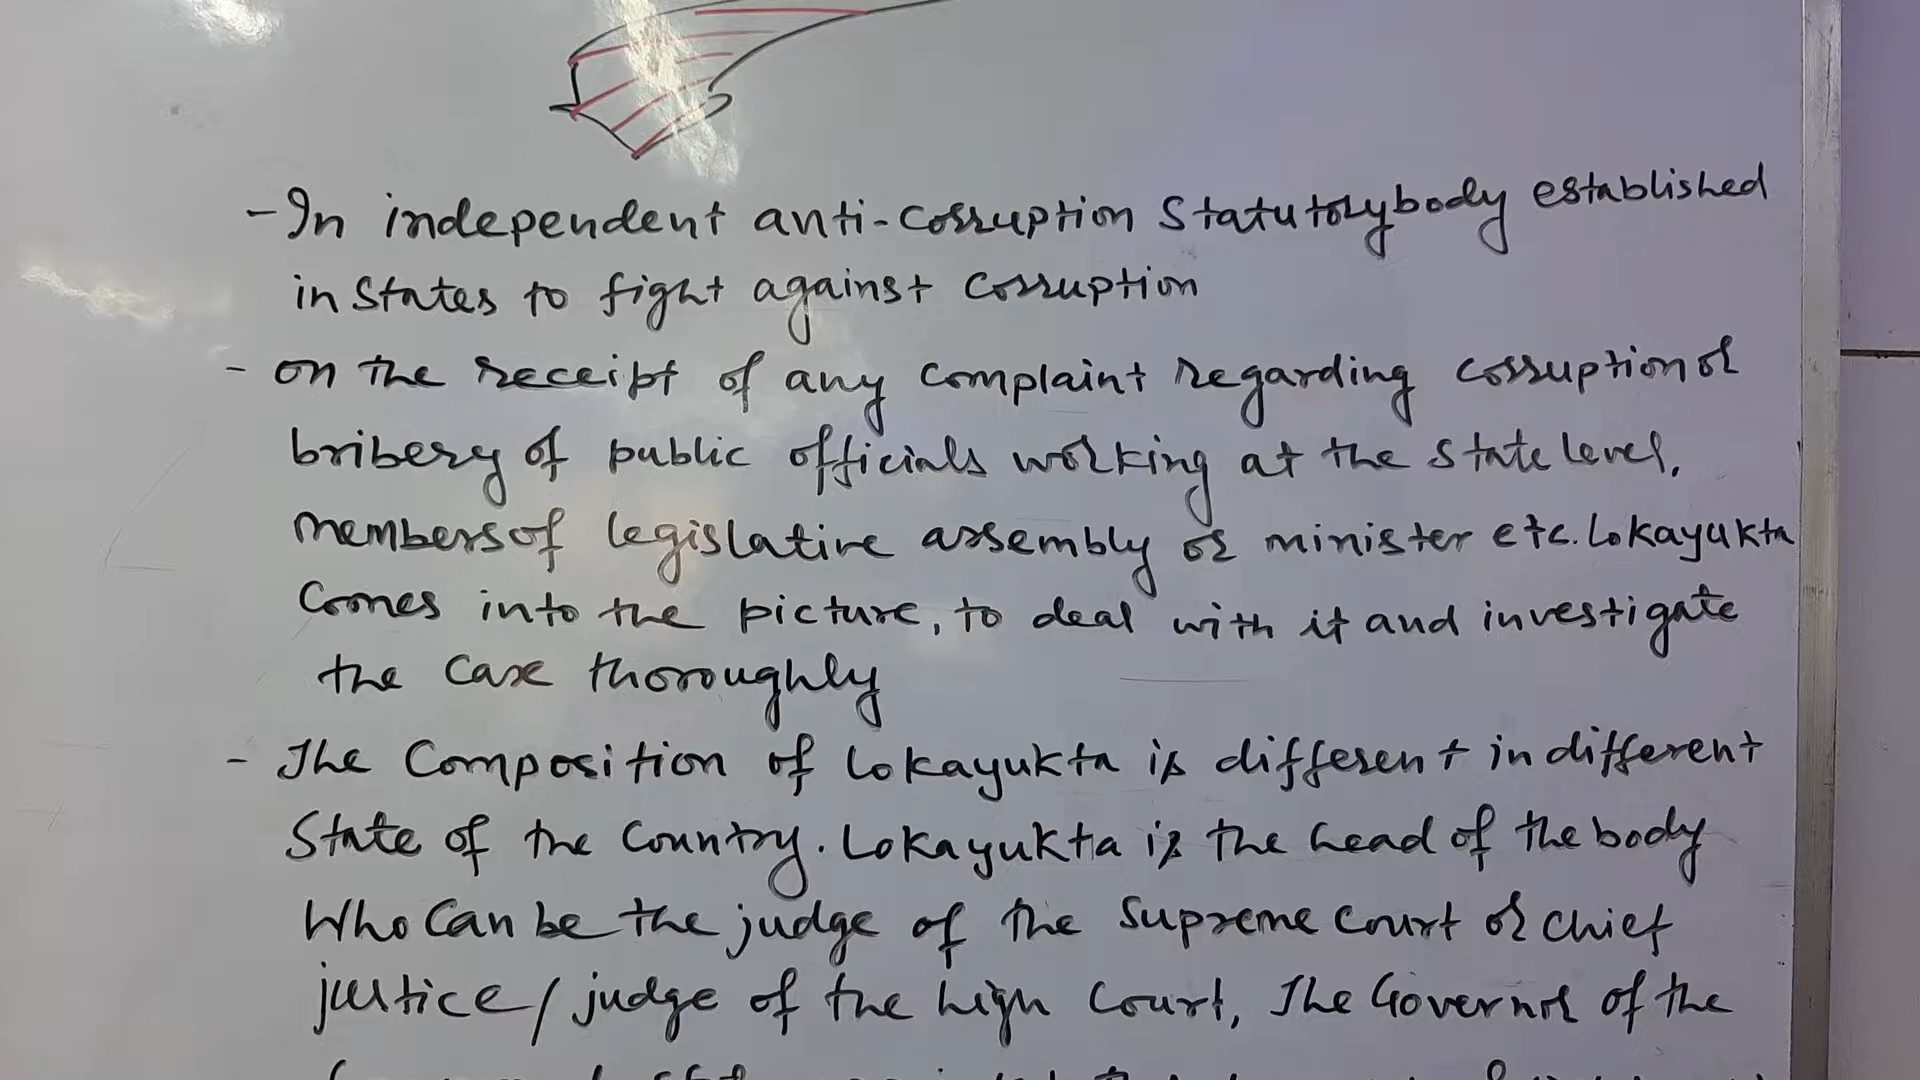 - In independent anti-corruption Statutory body established
in States to fight against corruption
- on the receipt of any complaint regarding corruption or
bribery of public officials working at the state level,
members of legislative assembly or minister etc. Lokayukta
Comes into the picture, to deal with it and investigate
the case thoroughly
- The Composition of Lokayukta is different in different
State of the Country. Lokayukta is the head of the body
Who Can be the judge of the Supreme Court or chief
justice / judge of the high Court, The Governor of the